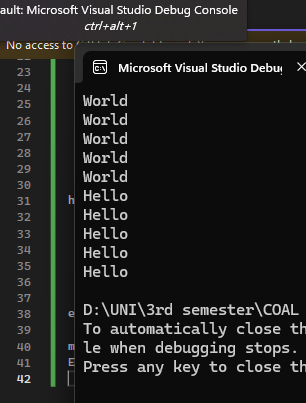 ault: Microsoft Visual Studio Debug Console
ctrl+alt+1
No access to
Microsoft Visual Studio Debug
23
24
25
26
27
28
29
30
31 h
32
33
34
35
36
37
38 e
39
40 m
41 E
42
World
World
World
World
World
Hello
Hello
Hello
Hello
Hello
D:\UNI\3rd semester\COAL
To automatically close th
le when debugging stops.
Press any key to close th